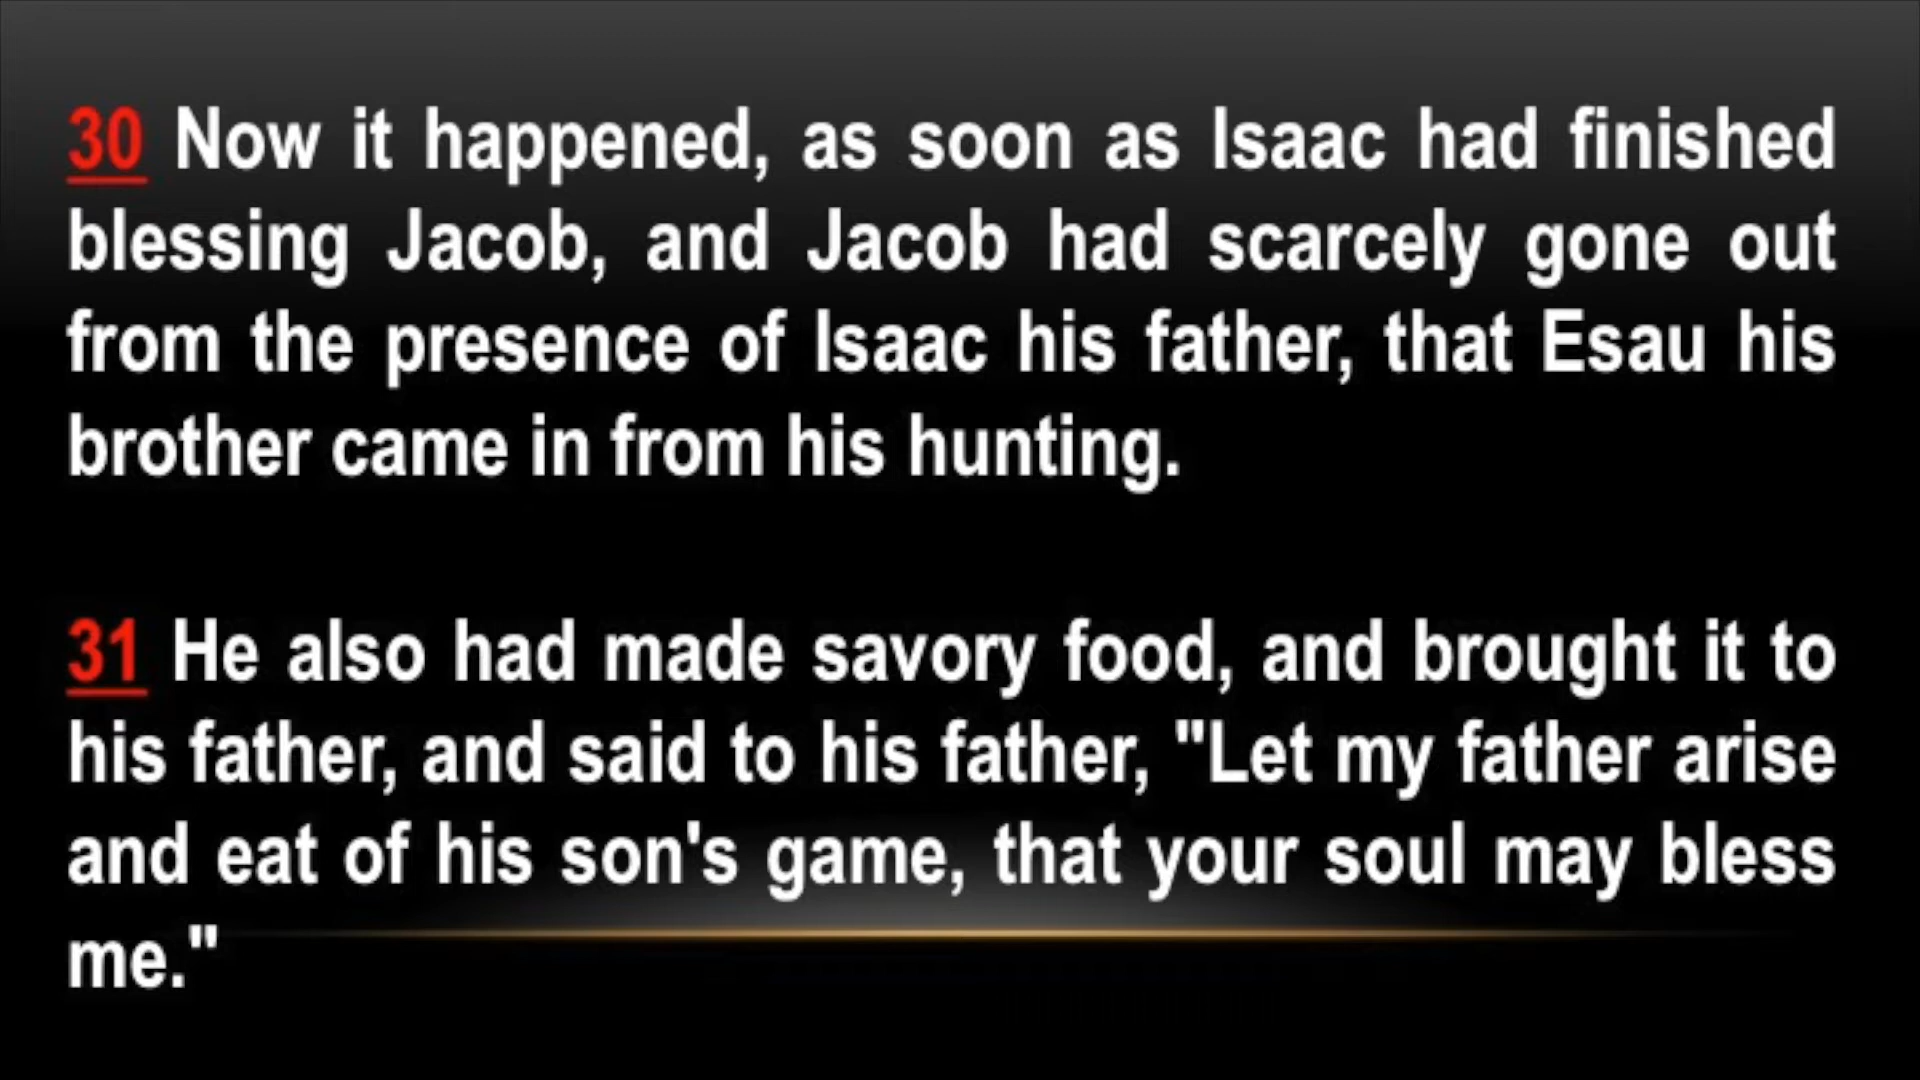 30 Now it happened, as soon as Isaac had finished
blessing Jacob, and Jacob had scarcely gone out
from the presence of Isaac his father, that Esau his
brother came in from his hunting.
31 He also had made savory food, and brought it to
his father, and said to his father, "Let my father arise
and eat of his son's game, that your soul may bless
me."